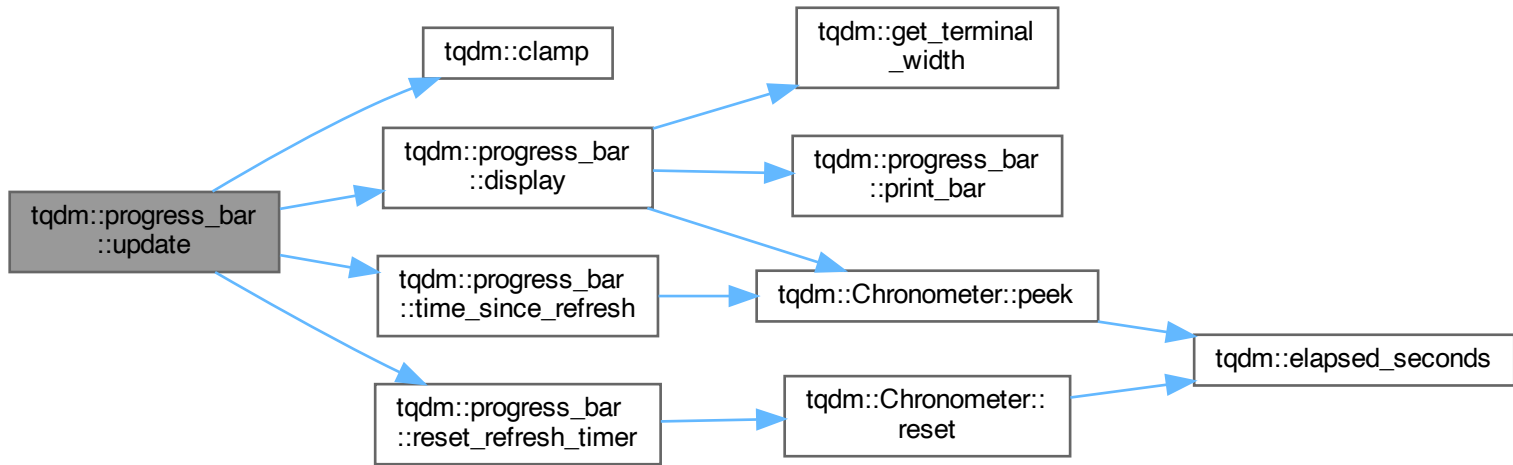 tqdm::progress_bar
::update
tqdm::clamp
tqdm::progress_bar
::display
tqdm::progress_bar
::time_since_refresh
tqdm::progress_bar
::reset_refresh_timer
tqdm::get_terminal
_width
tqdm::progress_bar
::print_bar
tqdm::Chronometer::peek
tqdm::Chronometer::
reset
tqdm::elapsed_seconds